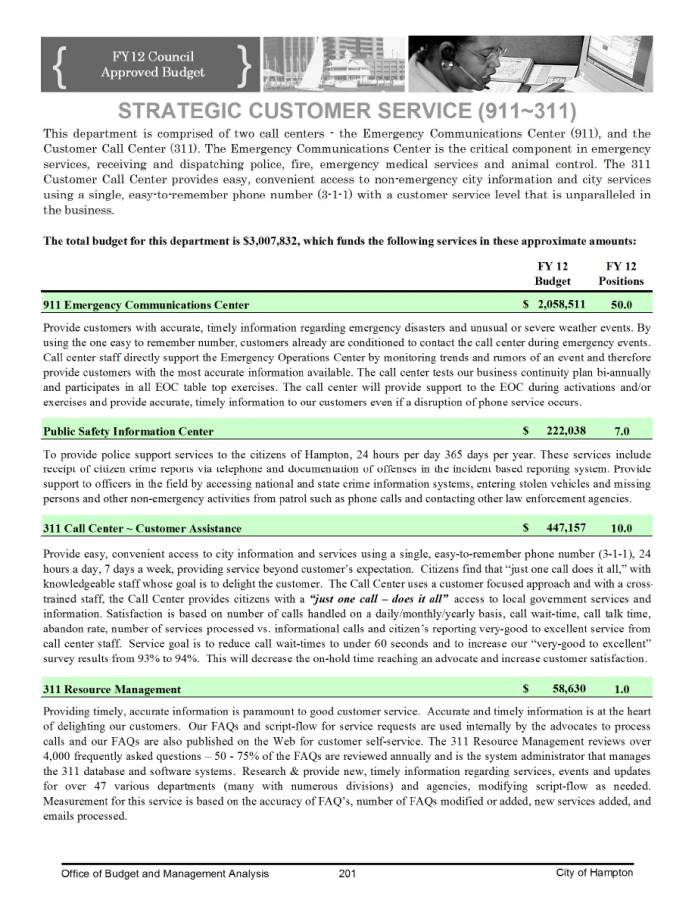 FY12 Council
Approved Budget
STRATEGIC CUSTOMER SERVICE (911~311)
This department is comprised of two call centers - the Emergency Communications Center (911), and the
Customer Call Center (311). The Emergency Communications Center is the critical component in emergency
services, receiving and dispatching police, fire, emergency medical services and animal control. The 311
Customer Call Center provides easy, convenient access to non-emergency city information and city services
using a single, easy-to-remember phone number (3-1-1) with a customer service level that is unparalleled in
the business.
The total budget for this department is $3,007,832, which funds the following services in these approximate amounts:
FY 12 FY 12
Budget Positions
911 Emergency Communications Center $ 2,058,511 50.0
Provide customers with accurate, timely information regarding emergency disasters and unusual or severe weather events. By
using the one easy to remember number, customers already are conditioned to contact the call center during emergency events.
Call center staff directly support the Emergency Operations Center by monitoring trends and rumors of an event and therefore
provide customers with the most accurate information available. The call center tests our business continuity plan bi-annually
and participates in all EOC table top exercises. The call center will provide support to the EOC during activations and/or
exercises and provide accurate, timely information to our customers even if a disruption of phone service occurs.
Public Safety Information Center $ 222,038 7.0
To provide police support services to the citizens of Hampton, 24 hours per day 365 days per year. These services include
receipt of citizen crime reports via telephone and documentation of offenses in the incident based reporting system. Provide
support to officers in the field by accessing national and state crime information systems, entering stolen vehicles and missing
persons and other non-emergency activities from patrol such as phone calls and contacting other law enforcement agencies.
311 Call Center ~ Customer Assistance $ 447,157 10.0
Provide easy, convenient access to city information and services using a single, easy-to-remember phone number (3-1-1), 24
hours a day, 7 days a week, providing service beyond customer's expectation. Citizens find that "just one call does it all," with
knowledgeable staff whose goal is to delight the customer. The Call Center uses a customer focused approach and with a cross-
trained staff, the Call Center provides citizens with a "just one call – does it all" access to local government services and
information. Satisfaction is based on number of calls handled on a daily/monthly/yearly basis, call wait-time, call talk time,
abandon rate, number of services processed vs. informational calls and citizen's reporting very-good to excellent service from
call center staff. Service goal is to reduce call wait-times to under 60 seconds and to increase our "very-good to excellent"
survey results from 93% to 94%. This will decrease the on-hold time reaching an advocate and increase customer satisfaction.
311 Resource Management $ 58,630 1.0
Providing timely, accurate information is paramount to good customer service. Accurate and timely information is at the heart
of delighting our customers. Our FAQs and script-flow for service requests are used internally by the advocates to process
calls and our FAQs are also published on the Web for customer self-service. The 311 Resource Management reviews over
4,000 frequently asked questions – 50 - 75% of the FAQs are reviewed annually and is the system administrator that manages
the 311 database and software systems. Research & provide new, timely information regarding services, events and updates
for over 47 various departments (many with numerous divisions) and agencies, modifying script-flow as needed.
Measurement for this service is based on the accuracy of FAQ's, number of FAQs modified or added, new services added, and
emails processed.
Office of Budget and Management Analysis 201 City of Hampton